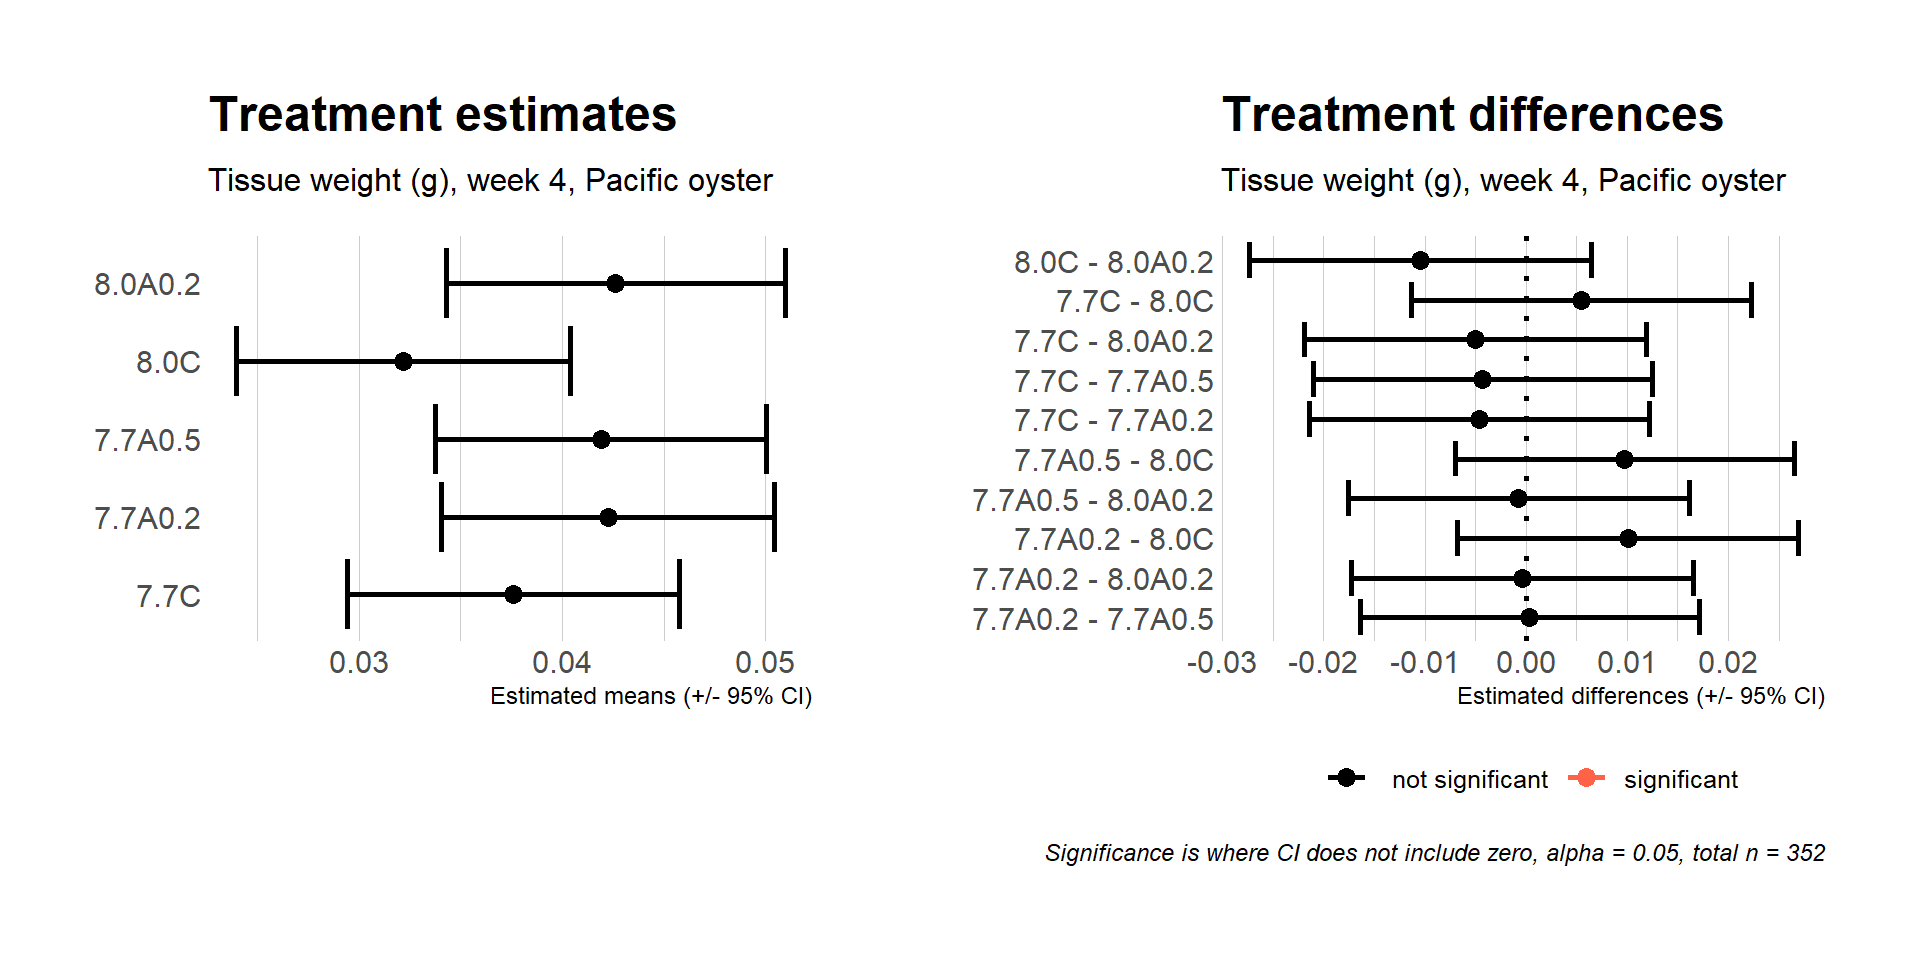 Treatment estimates
Tissue weight (g), week 4, Pacific oyster
8.0A0.2
8.0C
7.7A0.5
7.7A0.2
7.7C
0.03 0.04 0.05
Estimated means (+/- 95% CI)
Treatment differences
Tissue weight (g), week 4, Pacific oyster
8.0C - 8.0A0.2
7.7C - 8.0C
7.7C - 8.0A0.2
7.7C - 7.7A0.5
7.7C - 7.7A0.2
7.7A0.5 - 8.0C
7.7A0.5 - 8.0A0.2
7.7A0.2 - 8.0C
7.7A0.2 - 8.0A0.2
7.7A0.2 - 7.7A0.5
-0.03 -0.02 -0.01 0.00 0.01 0.02
Estimated differences (+/- 95% CI)
not significant significant
Significance is where CI does not include zero, alpha = 0.05, total n = 352